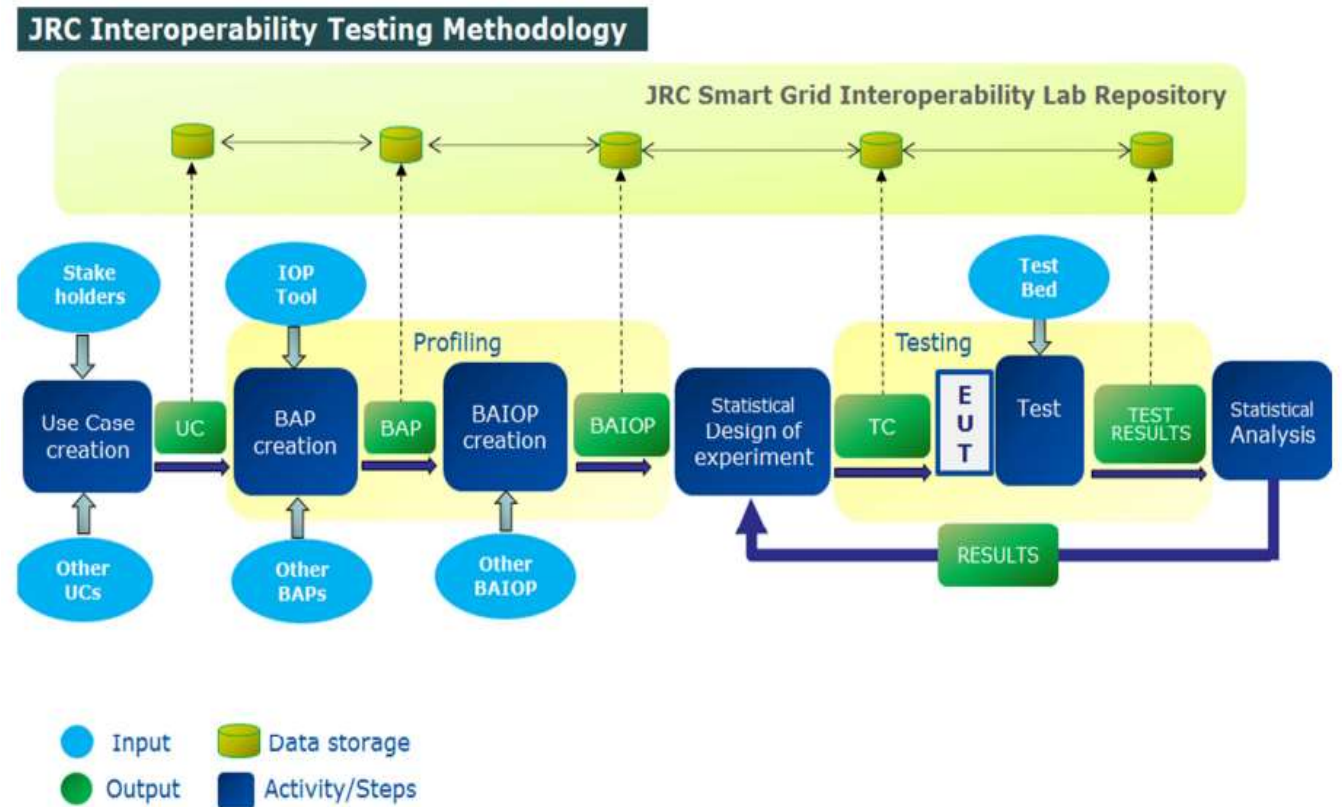 JRC Interoperability Testing Methodology
JRC Smart Grid Interoperability Lab Repository
Stake
holders
IOP
Tool
Test
Bed
Profiling
Testing
Use Case
creation
UC
BAP
creation
BAP
BAIOP
creation
BAIOP
Statistical
Design of
experiment
TC
E
U
T
Test
TEST
RESULTS
Statistical
Analysis
RESULTS
Other
UCs
Other
BAPs
Other
BAIOP
Input
Data storage
Output
Activity/Steps